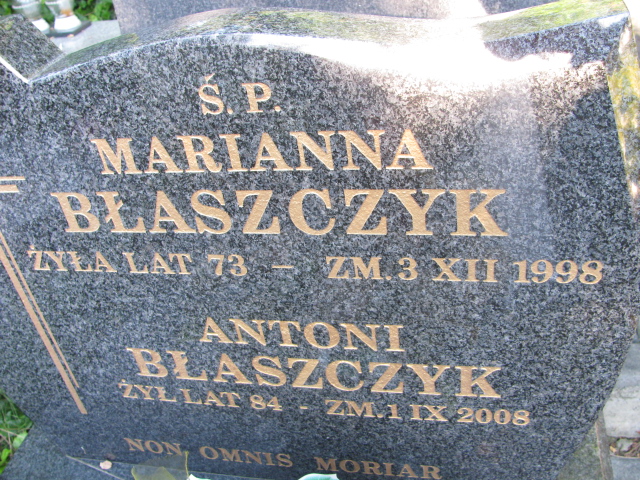 Ś.P.
MARIANNA
BŁASZCZYK
ŻYŁA LAT 73 - ZM. 3 XII 1998
ANTONI
BŁASZCZYK
ŻYŁ LAT 84 - ZM. 1 IX 2008
NON OMNIS MORIAR